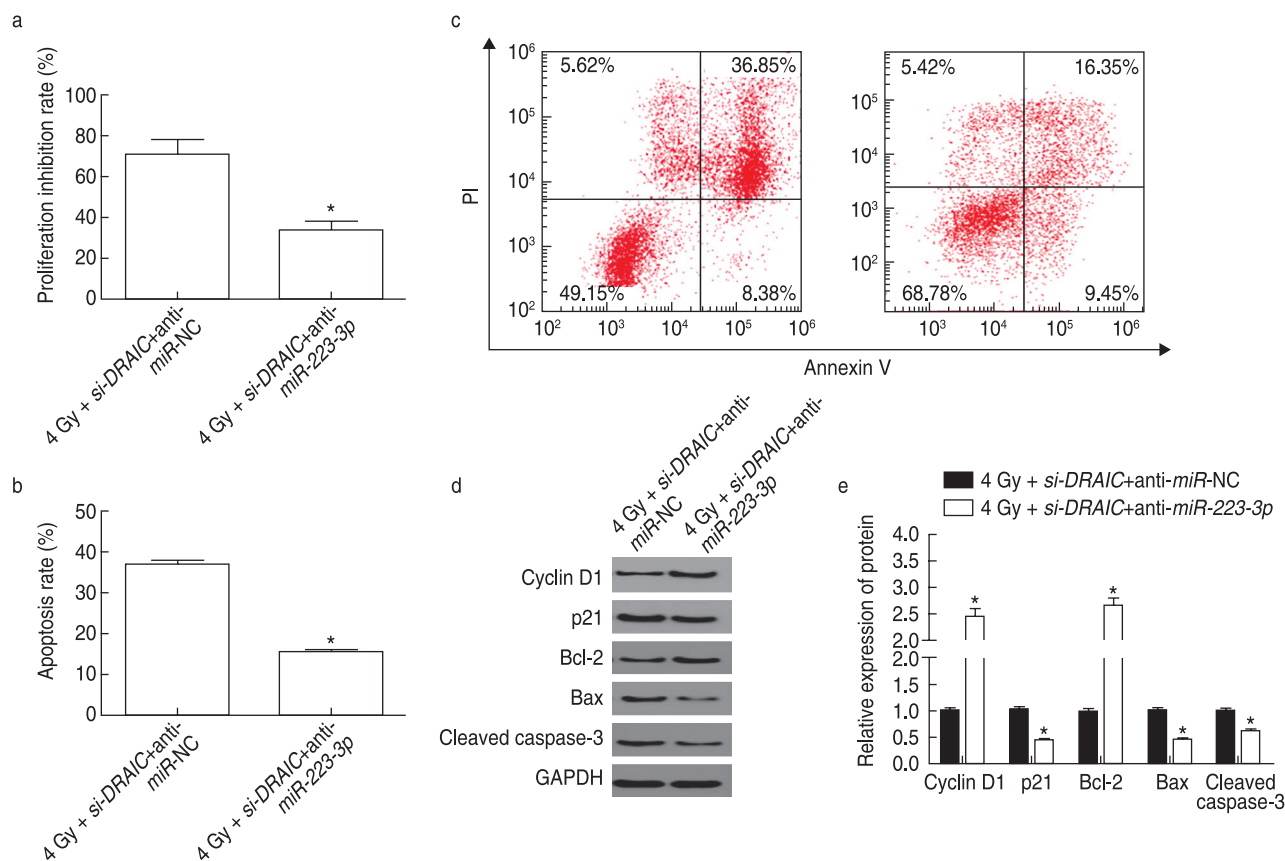 a
Proliferation inhibition rate (%)
100
80
60
40
20
0
*
4 Gy + si-DRAIC+anti-
miR-NC
4 Gy + si-DRAIC+anti-
miR-223-3p
b
Apoptosis rate (%)
50
40
30
20
10
0
*
4 Gy + si-DRAIC+anti-
miR-NC
4 Gy + si-DRAIC+anti-
miR-223-3p
c
PI
10⁶
10⁵
10⁴
10³
10²
5.62%
36.85%
49.15%
8.38%
10² 10³ 10⁴ 10⁵ 10⁶
10⁵
10⁴
10³
10²
5.42%
16.35%
68.78%
9.45%
10³ 10⁴ 10⁵ 10⁶
Annexin V
d
4 Gy + si-DRAIC+anti-
miR-NC
4 Gy + si-DRAIC+anti-
miR-223-3p
Cyclin D1
p21
Bcl-2
Bax
Cleaved caspase-3
GAPDH
e
4 Gy + si-DRAIC+anti-miR-NC
4 Gy + si-DRAIC+anti-miR-223-3p
Relative expression of protein
4.0
3.5
3.0
2.5
2.0
2.0
1.5
1.0
0.5
0.0
* * * * *
Cyclin D1 p21 Bcl-2 Bax Cleaved
caspase-3